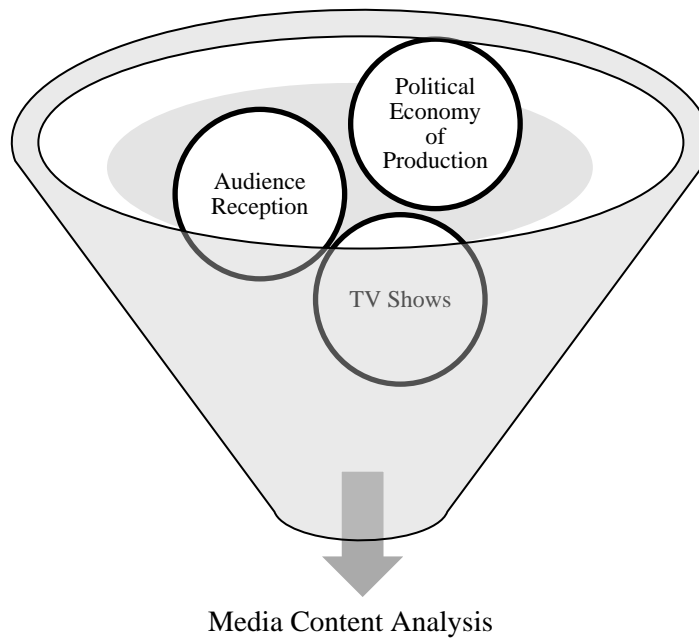 Political
Economy
of
Production
Audience
Reception
TV Shows
Media Content Analysis